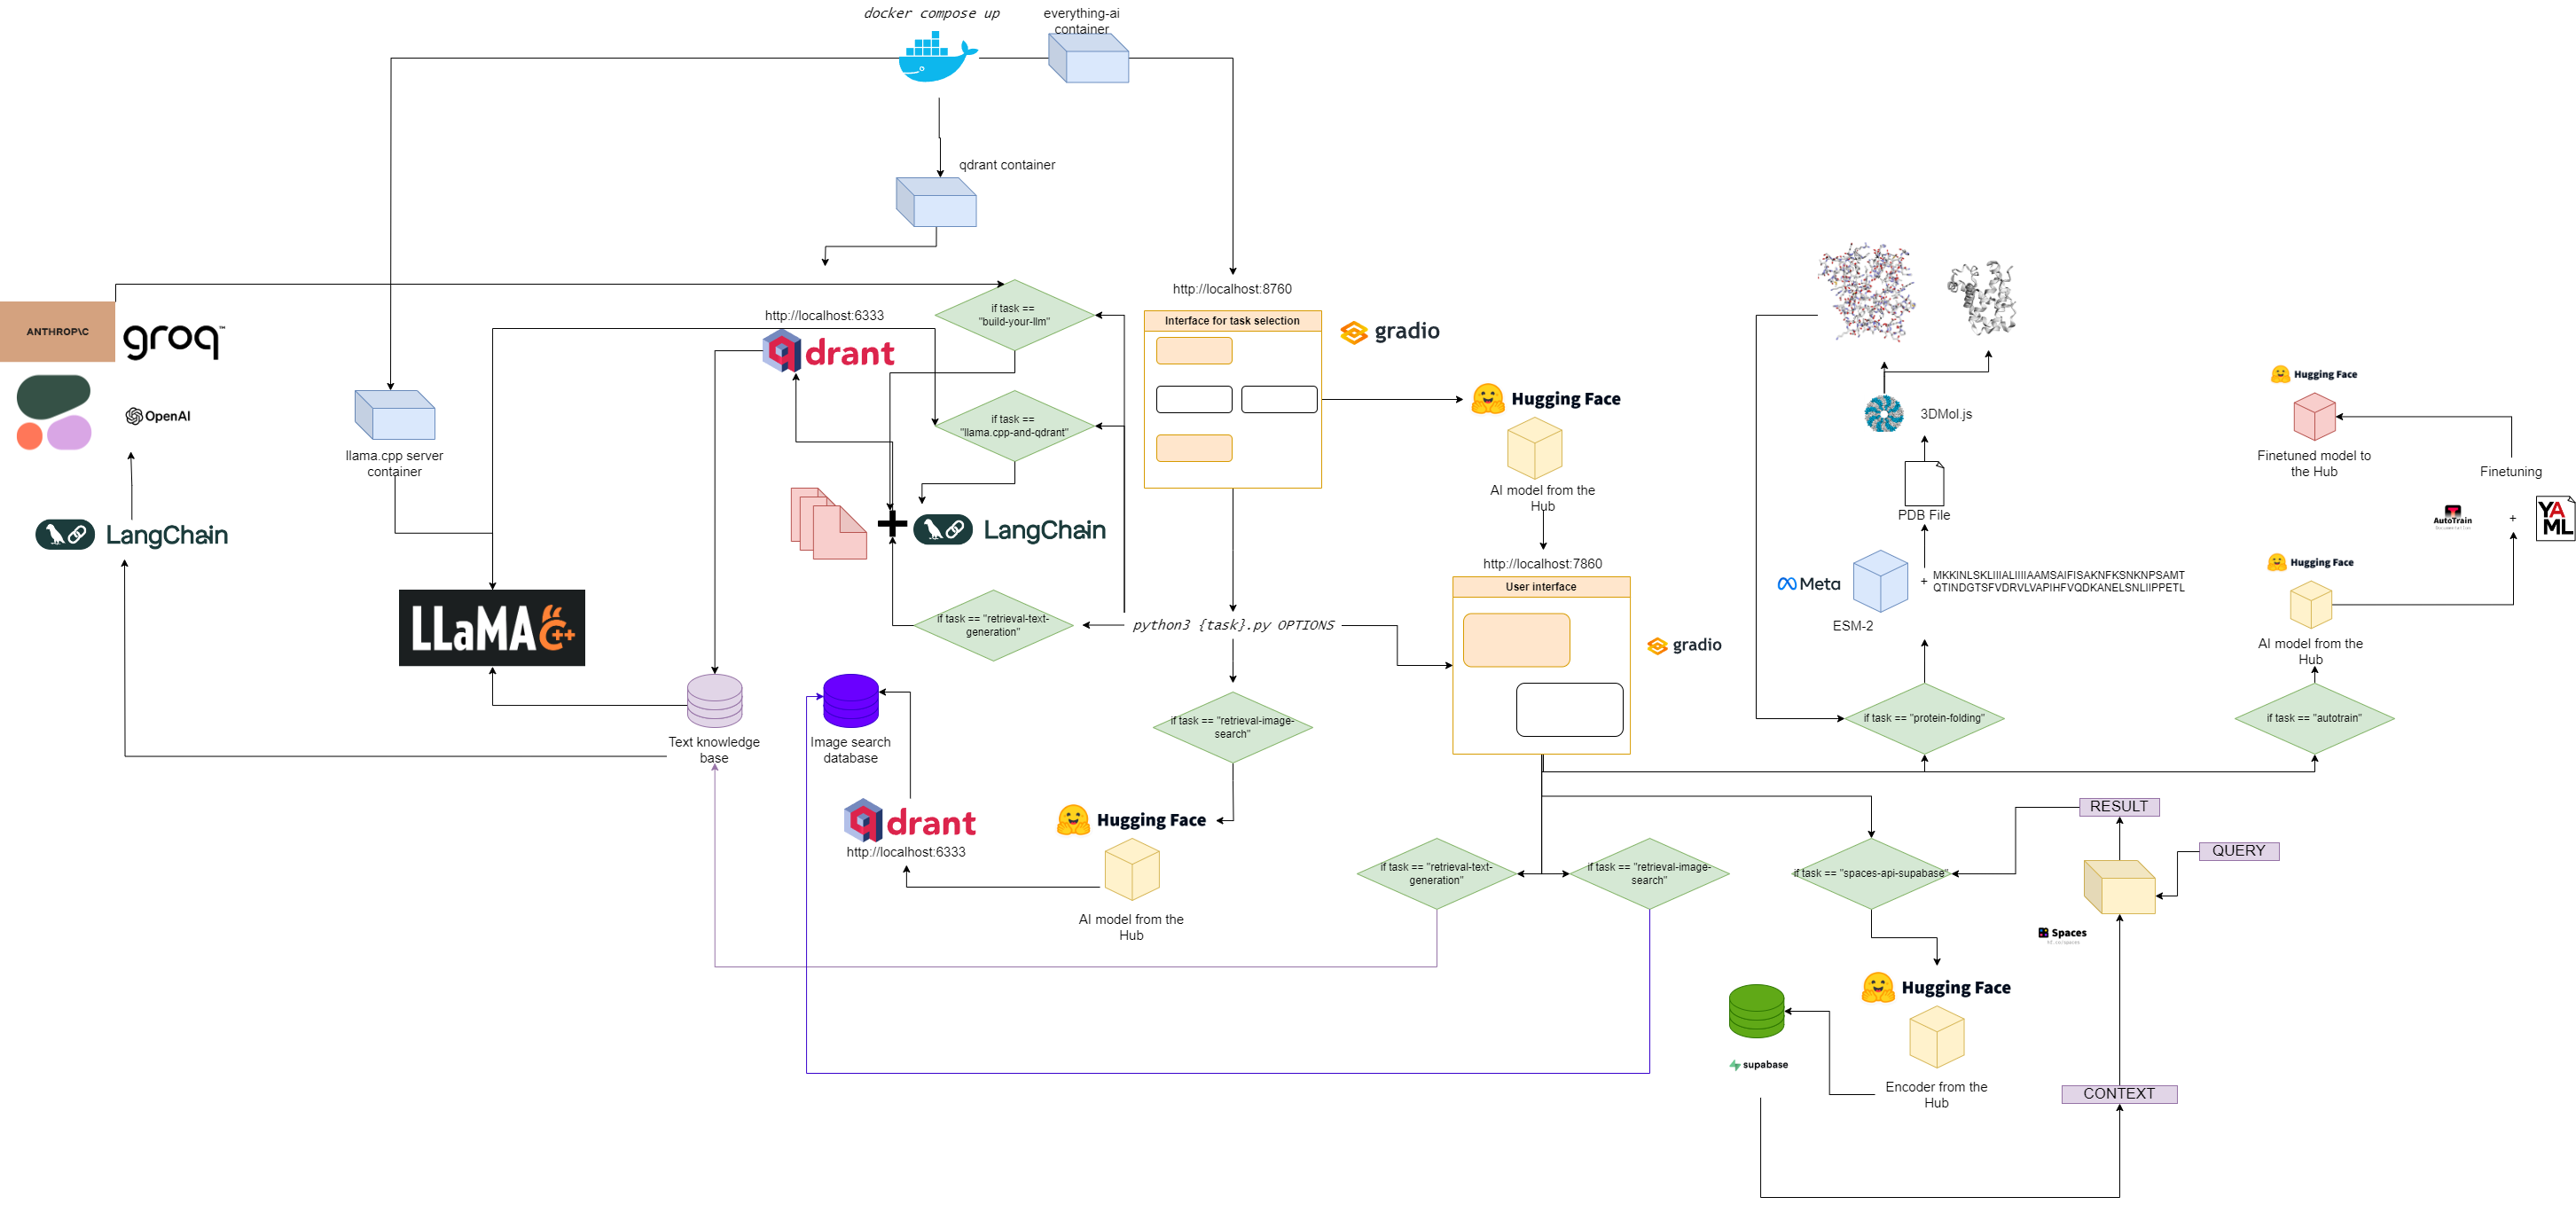 docker compose up
everything-ai
container
qdrant container
http://localhost:8760
Interface for task selection
gradio
ANTHROP\C
groq™
OpenAI
LangChain
llama.cpp server
container
LLaMA C++
http://localhost:6333
qdrant
if task ==
"build-your-llm"
if task ==
"llama.cpp-and-qdrant"
LangChain
if task == "retrieval-text-
generation"
python3 {task}.py OPTIONS
Hugging Face
AI model from the
Hub
http://localhost:7860
User interface
gradio
Text knowledge
base
Image search
database
if task == "retrieval-image-
search"
qdrant
http://localhost:6333
Hugging Face
AI model from the
Hub
if task == "retrieval-text-
generation"
if task == "retrieval-image-
search"
3DMol.js
PDB File
Meta
ESM-2
+
MKKINLSKLIIIALIIIIAAMSAIFISAKNFKSNKNPSAMT
QTINDGTSFVDRVLVAPIHFVQDKANELSNLIIPPETL
if task == "protein-folding"
Hugging Face
Finetuned model to
the Hub
Finetuning
AutoTrain
+
YAML
Hugging Face
AI model from the
Hub
if task == "autotrain"
RESULT
QUERY
if task == "spaces-api-supabase"
Spaces
Hugging Face
Encoder from the
Hub
supabase
CONTEXT